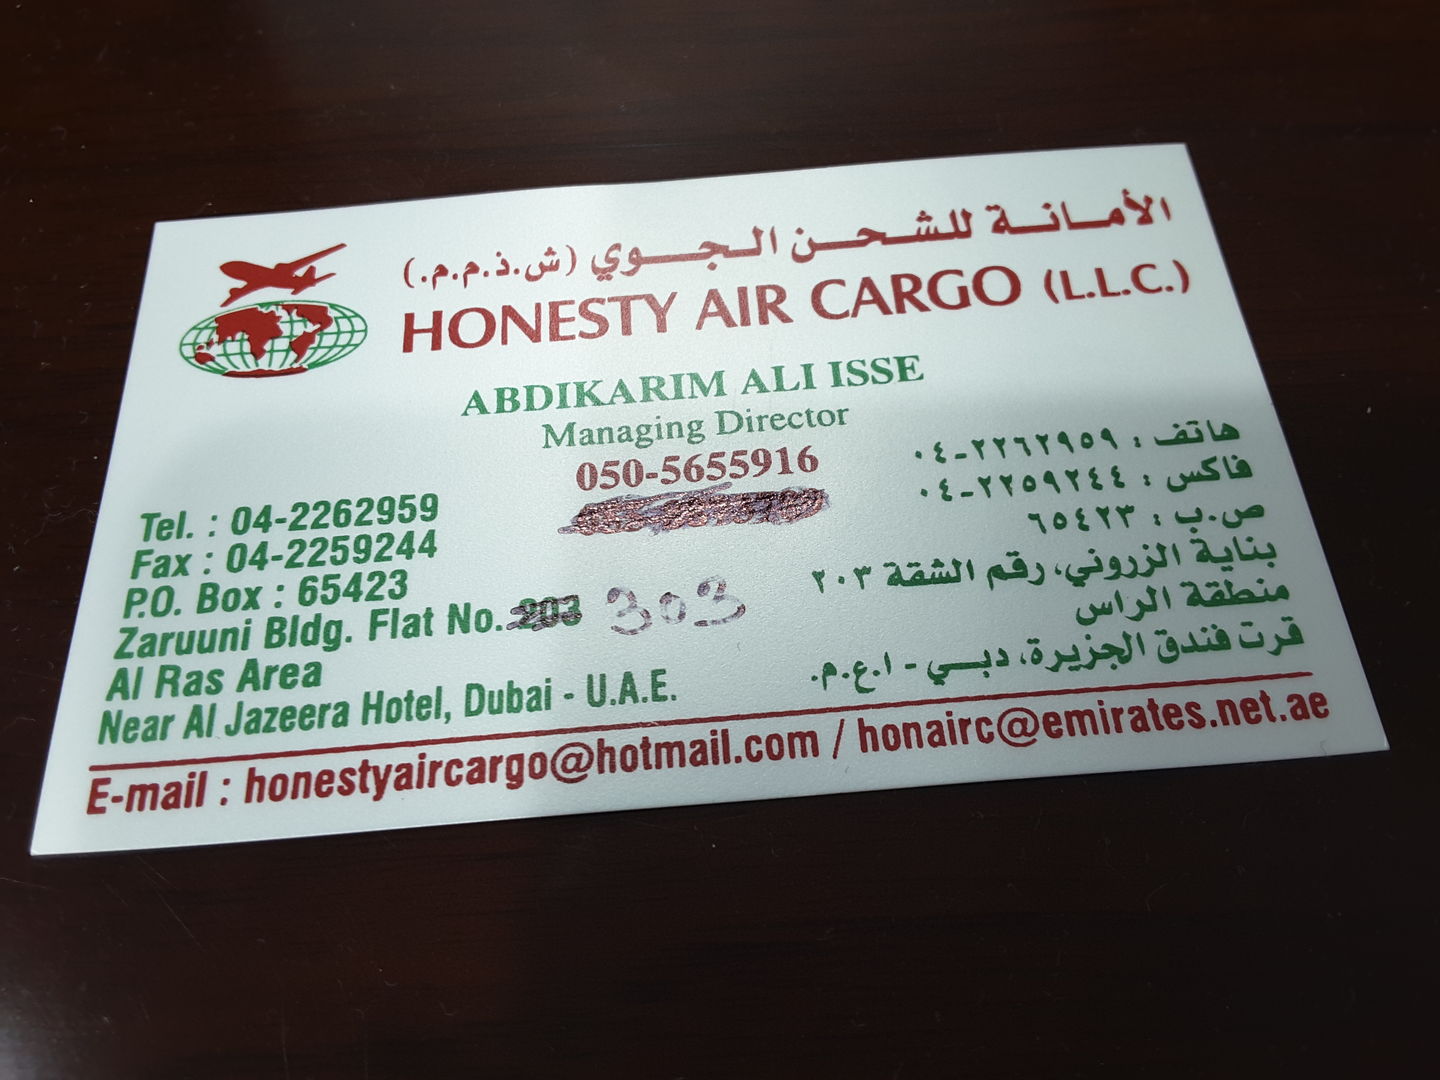 الأمانة للشحن الجوي (ش.ذ.م.م.)
HONESTY AIR CARGO (L.L.C.)
ABDIKARIM ALI ISSE
Managing Director
050-5655916
Tel. : 04-2262959
Fax : 04-2259244
P.O. Box : 65423
Zaruuni Bldg. Flat No. 203 303
Al Ras Area
Near Al Jazeera Hotel, Dubai - U.A.E.
هاتف : ٢٢٦٢٩٥٩-٠٤
فاكس : ٢٢٥٩٢٤٤-٠٤
ص.ب : ٦٥٤٢٣
بناية الزروني، رقم الشقة ٢٠٣
منطقة الراس
قرت فندق الجزيرة، دبي - ا.ع.م.
E-mail : honestyaircargo@hotmail.com / honairc@emirates.net.ae